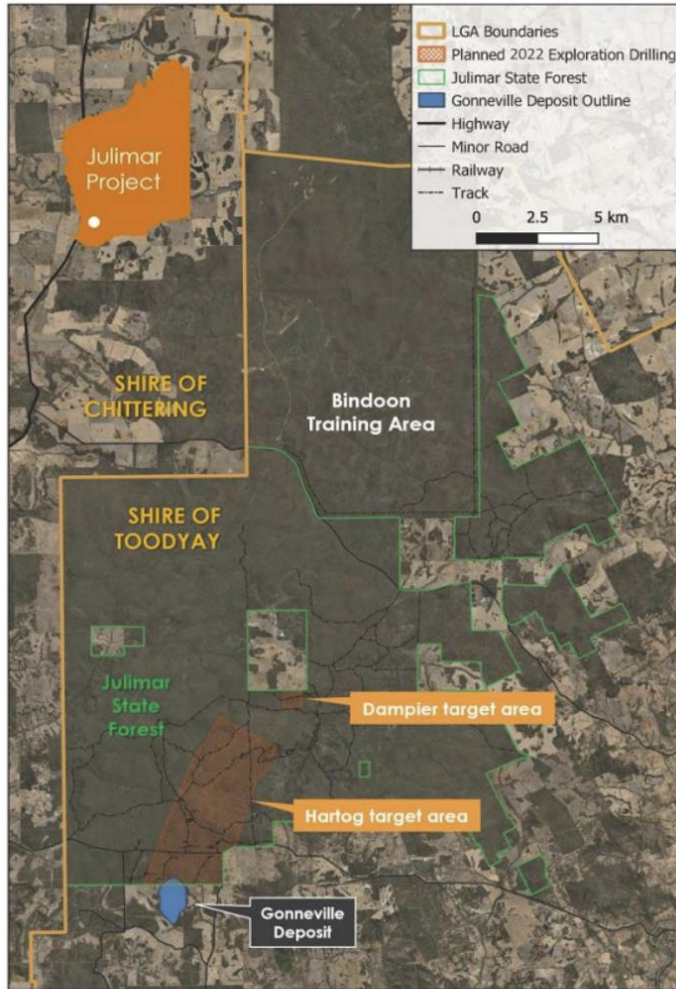 LGA Boundaries
Planned 2022 Exploration Drilling
Julimar State Forest
Gonneville Deposit Outline
Highway
Minor Road
Railway
Track
0 2.5 5 km
Julimar
Project
SHIRE OF
CHITTERING
Bindoon
Training Area
SHIRE OF
TOODYAY
Julimar
State
Forest
Dampier target area
Hartog target area
Gonneville
Deposit